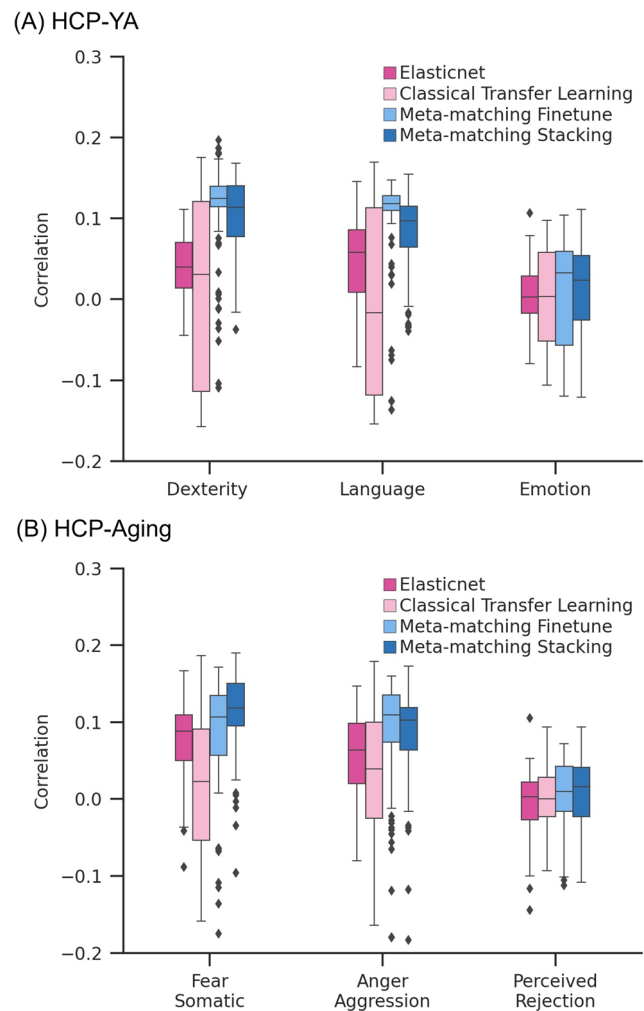 (A) HCP-YA
0.3
0.2
0.1
0.0
−0.1
−0.2
Correlation
Elasticnet
Classical Transfer Learning
Meta-matching Finetune
Meta-matching Stacking
Dexterity
Language
Emotion
(B) HCP-Aging
0.3
0.2
0.1
0.0
−0.1
−0.2
Correlation
Elasticnet
Classical Transfer Learning
Meta-matching Finetune
Meta-matching Stacking
Fear
Somatic
Anger
Aggression
Perceived
Rejection